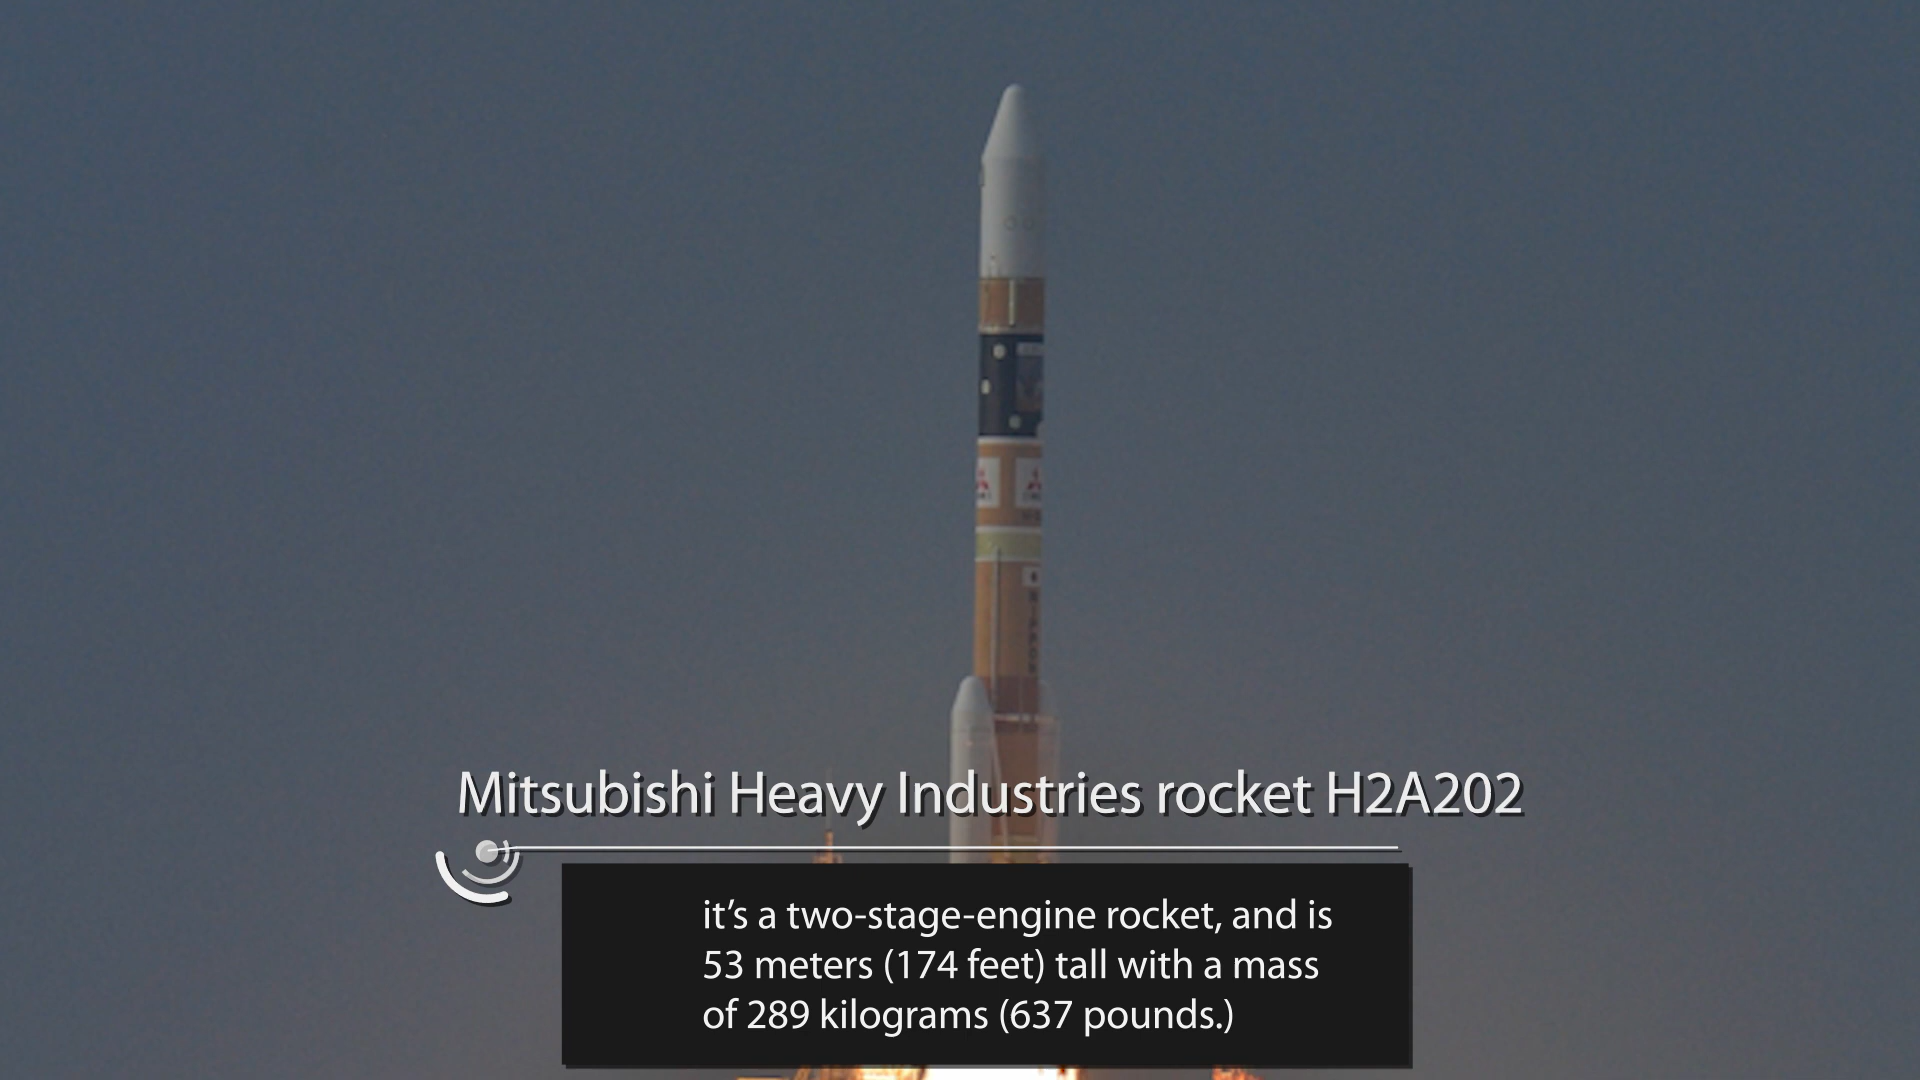 Mitsubishi Heavy Industries rocket H2A202
it’s a two-stage-engine rocket, and is
53 meters (174 feet) tall with a mass
of 289 kilograms (637 pounds.)